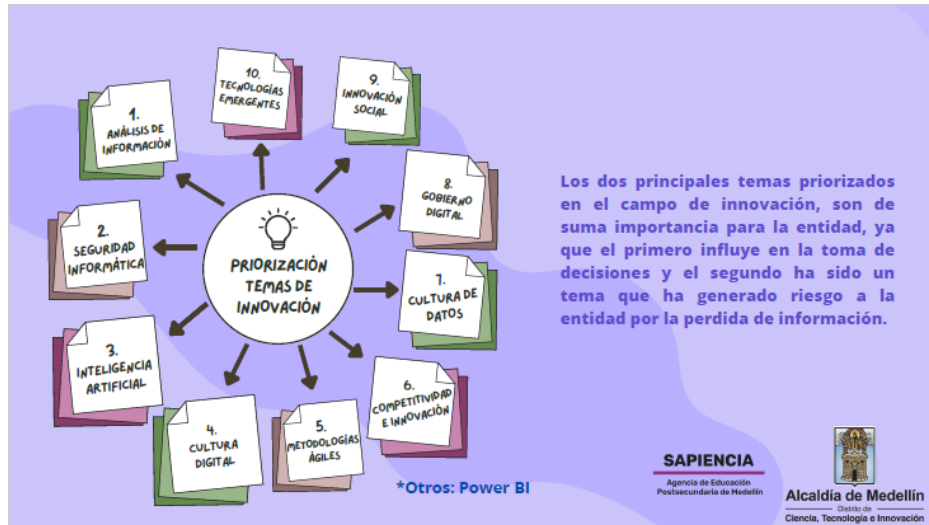 1.
ANÁLISIS DE
INFORMACIÓN
2.
SEGURIDAD
INFORMÁTICA
3.
INTELIGENCIA
ARTIFICIAL
4.
CULTURA
DIGITAL
5.
METODOLOGÍAS
ÁGILES
6.
COMPETITIVIDAD
E INNOVACIÓN
7.
CULTURA DE
DATOS
8.
GOBIERNO
DIGITAL
9.
INNOVACIÓN
SOCIAL
10.
TECNOLOGÍAS
EMERGENTES
PRIORIZACIÓN
TEMAS DE
INNOVACIÓN
*Otros: Power BI
Los dos principales temas priorizados
en el campo de innovación, son de
suma importancia para la entidad, ya
que el primero influye en la toma de
decisiones y el segundo ha sido un
tema que ha generado riesgo a la
entidad por la perdida de información.
SAPIENCIA
Agencia de Educación
Postsecundaria de Medellín
Alcaldía de Medellín
Distrito de
Ciencia, Tecnología e Innovación